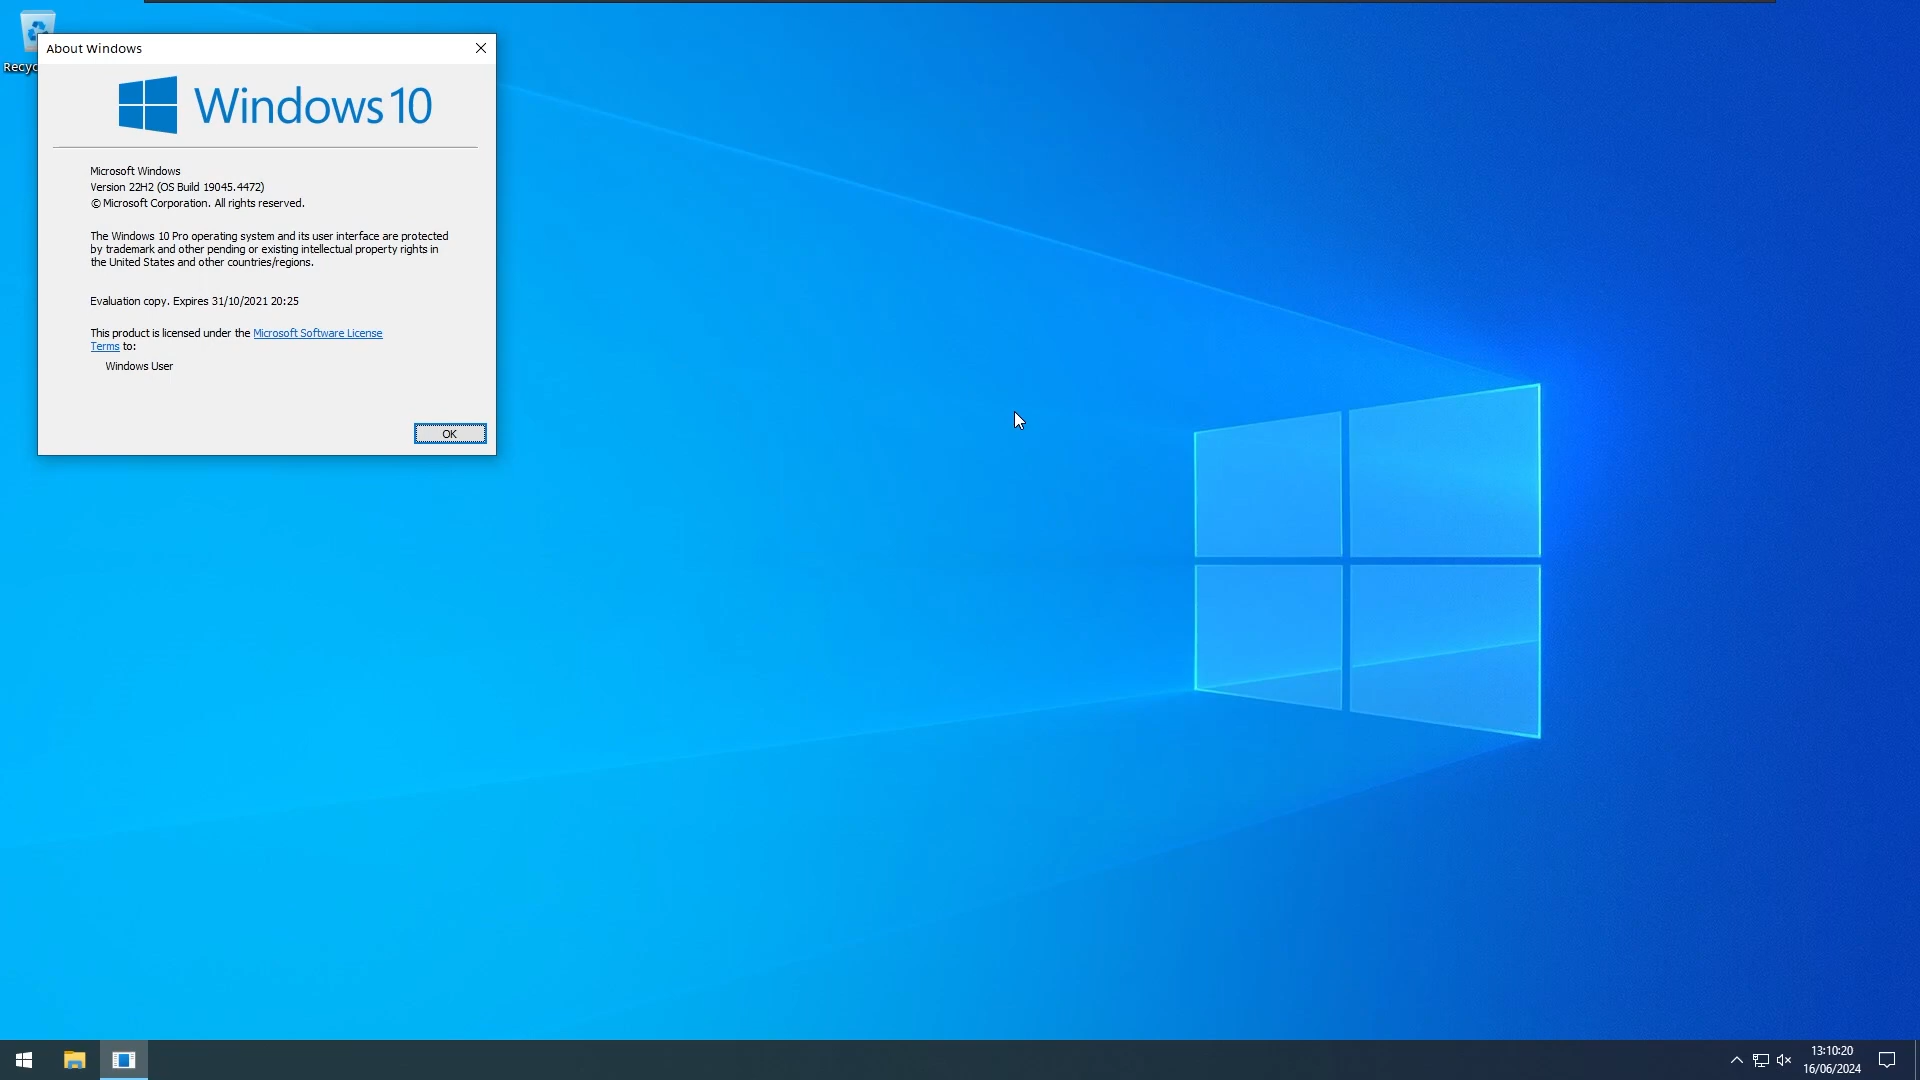 Recyc
About Windows
Windows 10
Microsoft Windows
Version 22H2 (OS Build 19045.4472)
© Microsoft Corporation. All rights reserved.
The Windows 10 Pro operating system and its user interface are protected
by trademark and other pending or existing intellectual property rights in
the United States and other countries/regions.
Evaluation copy. Expires 31/10/2021 20:25
This product is licensed under the Microsoft Software License
Terms to:
Windows User
OK
13:10:20
16/06/2024